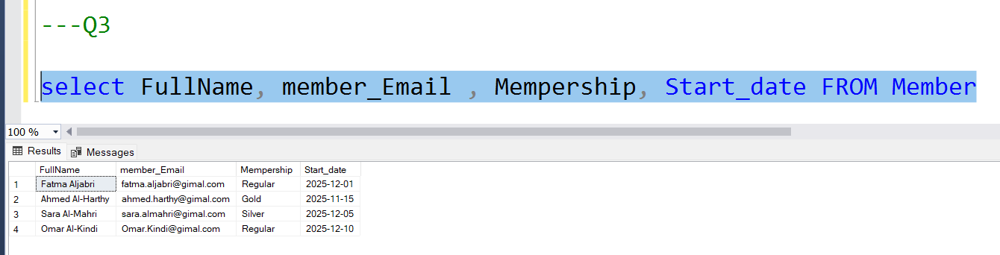 ---Q3
select FullName, member_Email , Mempership, Start_date FROM Member
100 %
Results Messages
FullName member_Email Mempership Start_date
1 Fatma Aljabri fatma.aljabri@gimal.com Regular 2025-12-01
2 Ahmed Al-Harthy ahmed.harthy@gimal.com Gold 2025-11-15
3 Sara Al-Mahri sara.almahri@gimal.com Silver 2025-12-05
4 Omar Al-Kindi Omar.Kindi@gimal.com Regular 2025-12-10